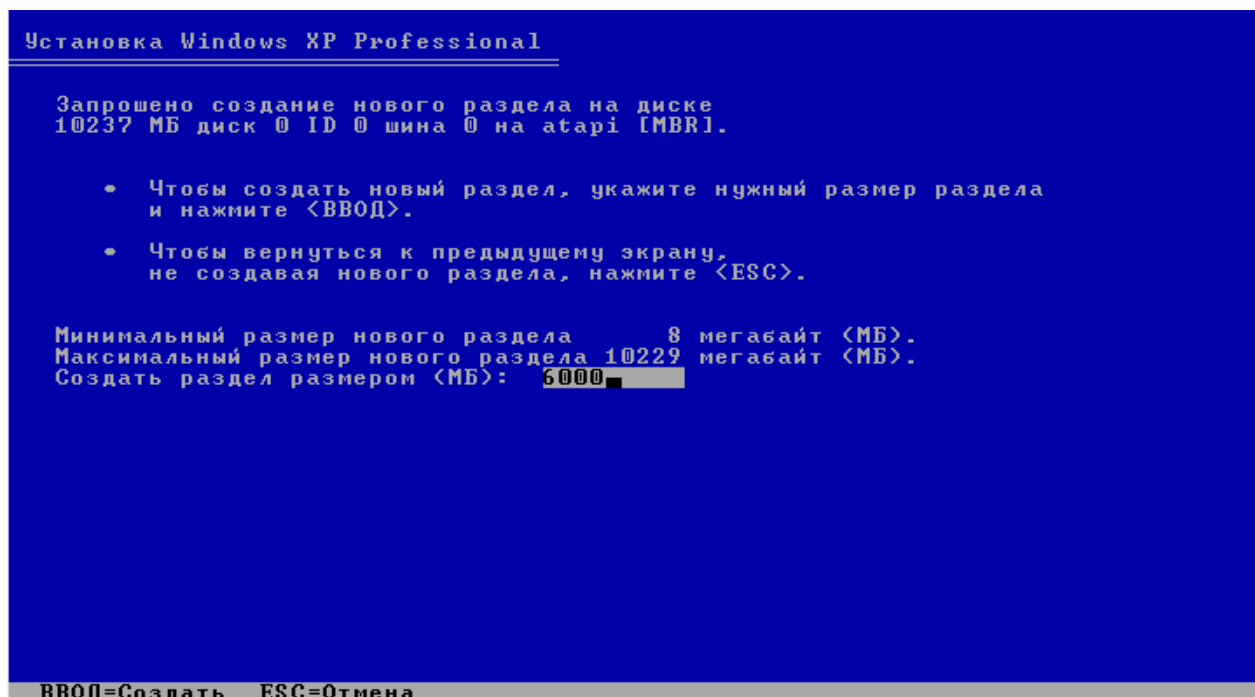 Установка Windows XP Professional
Запрошено создание нового раздела на диске
10237 МБ диск 0 ID 0 шина 0 на atapi [MBR].
• Чтобы создать новый раздел, укажите нужный размер раздела
и нажмите <ВВОД>.
• Чтобы вернуться к предыдущему экрану,
не создавая нового раздела, нажмите <ESC>.
Минимальный размер нового раздела 8 мегабайт (МБ).
Максимальный размер нового раздела 10229 мегабайт (МБ).
Создать раздел размером (МБ): 6000
ВВОД=Создать ESC=Отмена